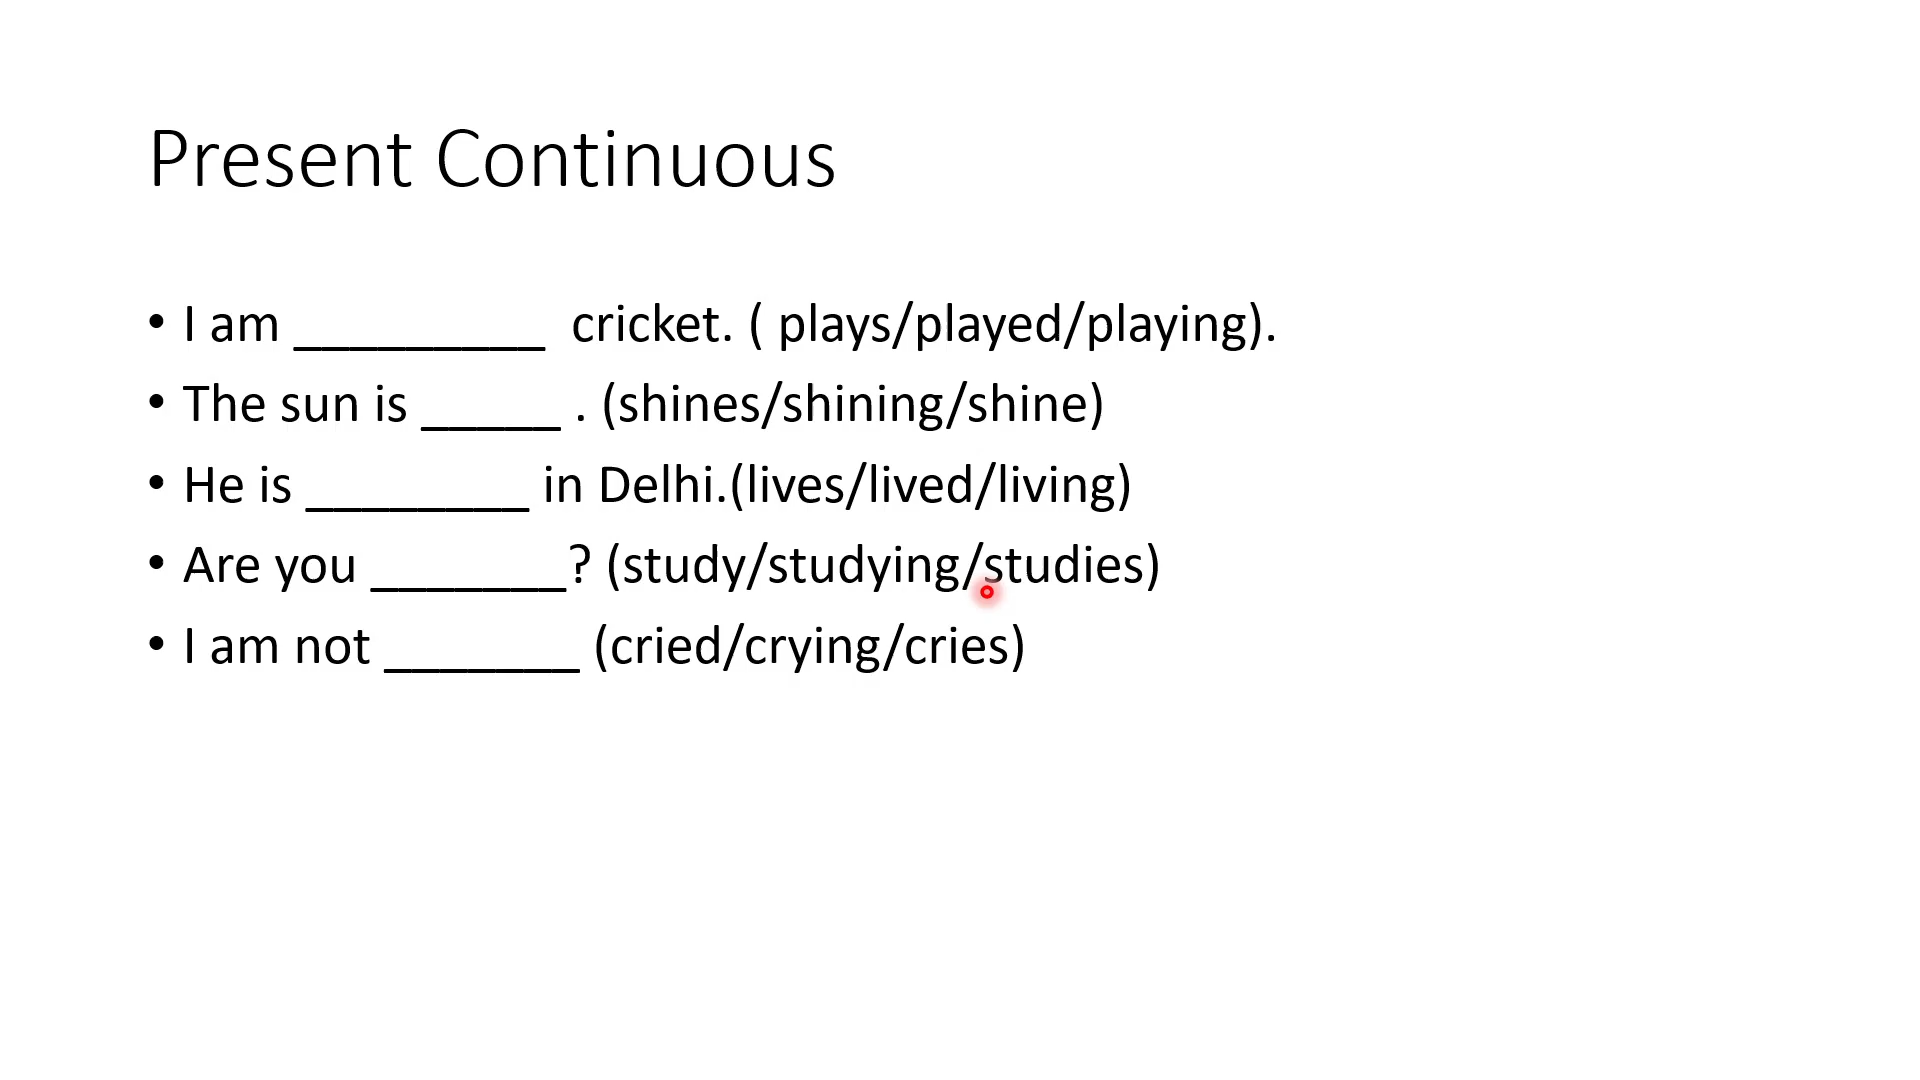 Present Continuous
• I am _________  cricket. ( plays/played/playing).
• The sun is _____ . (shines/shining/shine)
• He is ________ in Delhi.(lives/lived/living)
• Are you _______? (study/studying/studies)
• I am not _______ (cried/crying/cries)